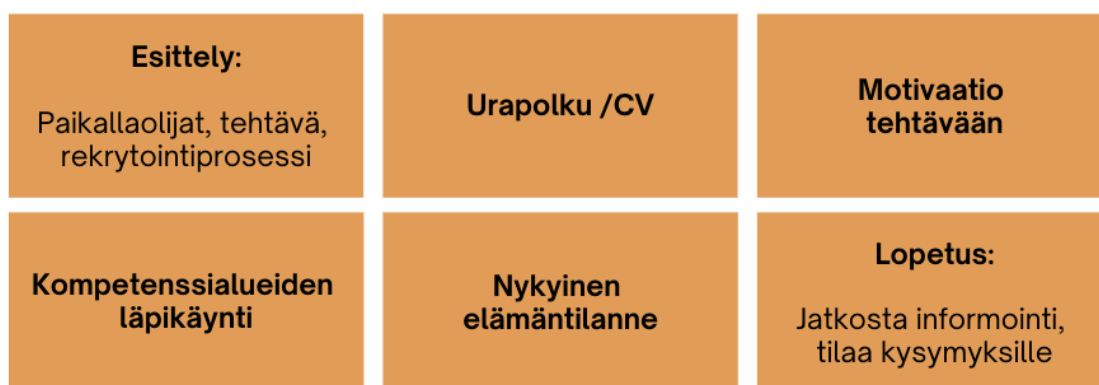 Esittely:
Paikallaolijat, tehtävä,
rekrytointiprosessi
Urapolku /CV
Motivaatio
tehtävään
Kompetenssialueiden
läpikäynti
Nykyinen
elämäntilanne
Lopetus:
Jatkosta informointi,
tilaa kysymyksille